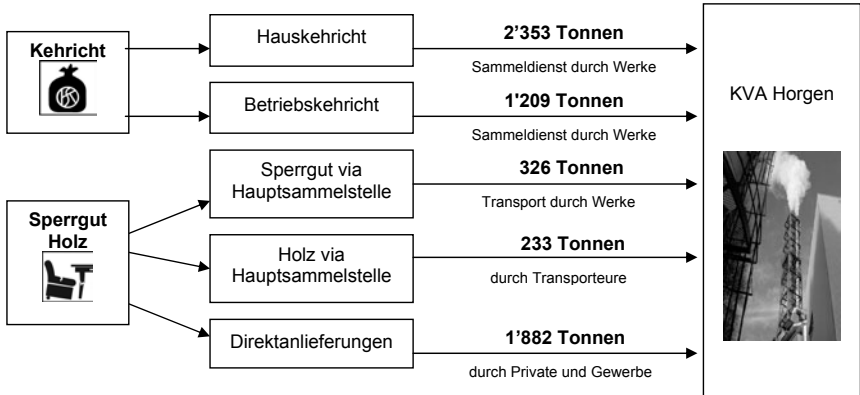 Kehricht
Hauskehricht
2’353 Tonnen
Sammeldienst durch Werke
Betriebskehricht
1'209 Tonnen
Sammeldienst durch Werke
KVA Horgen
Sperrgut via
Hauptsammelstelle
326 Tonnen
Transport durch Werke
Sperrgut
Holz
Holz via
Hauptsammelstelle
233 Tonnen
durch Transporteure
Direktanlieferungen
1’882 Tonnen
durch Private und Gewerbe